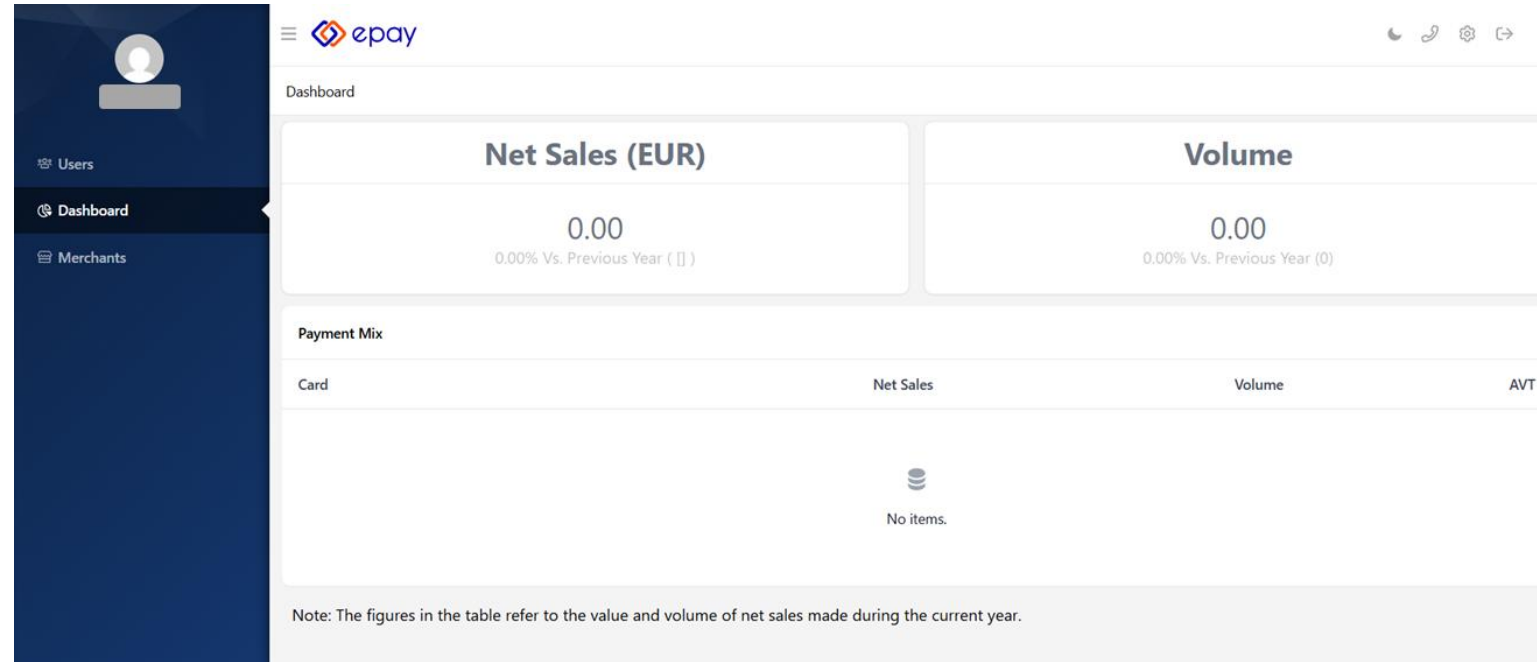 epay
Dashboard
Users
Dashboard
Merchants
Net Sales (EUR)
0.00
0.00% Vs. Previous Year ( [] )
Volume
0.00
0.00% Vs. Previous Year (0)
Payment Mix
Card Net Sales Volume AVT
No items.
Note: The figures in the table refer to the value and volume of net sales made during the current year.